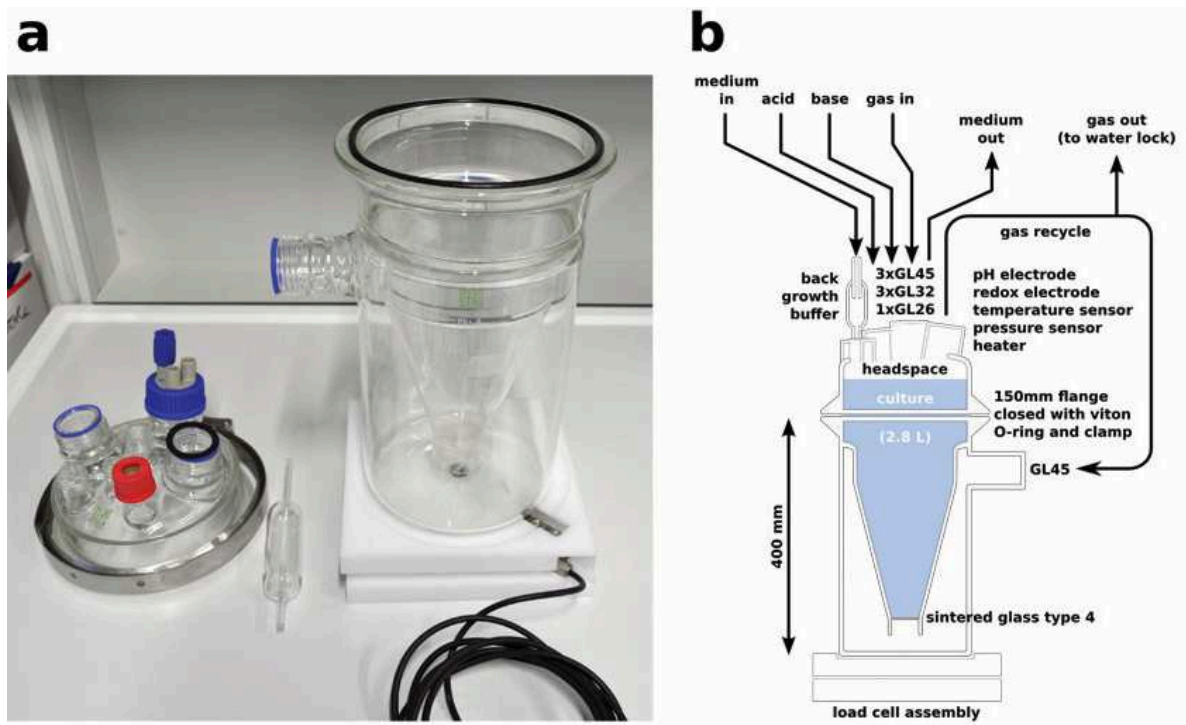 a
b
medium
in
acid
base
gas in
medium
out
gas out
(to water lock)
gas recycle
back
growth
buffer
3xGL45
3xGL32
1xGL26
pH electrode
redox electrode
temperature sensor
pressure sensor
heater
headspace
culture
(2.8 L)
150mm flange
closed with viton
O-ring and clamp
GL45
400 mm
sintered glass type 4
load cell assembly